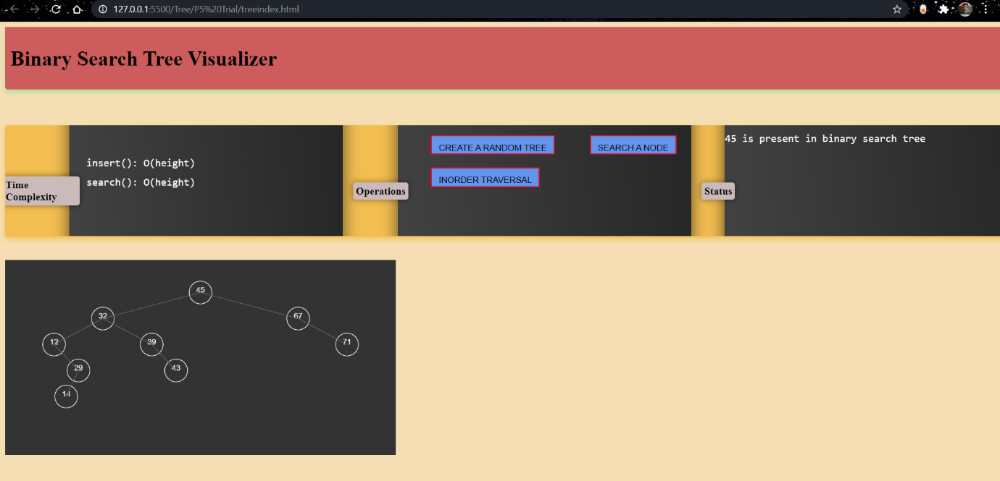 127.0.0.1:5500/Tree/P5%20Trial/treeindex.html
Binary Search Tree Visualizer
Time
Complexity
insert(): O(height)
search(): O(height)
Operations
CREATE A RANDOM TREE
SEARCH A NODE
INORDER TRAVERSAL
Status
45 is present in binary search tree
45
32
67
12
39
71
29
43
14